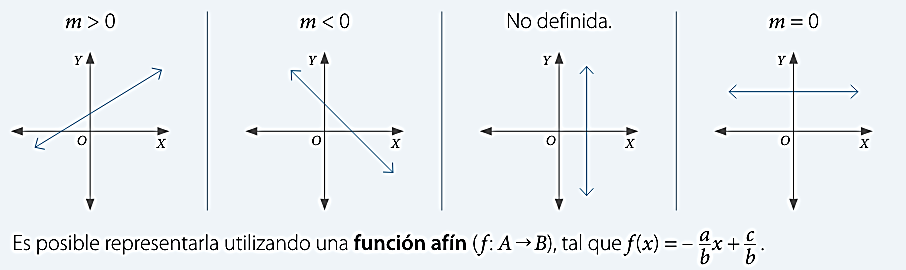 m > 0
m < 0
No definida.
m = 0
Y
O
X
Y
O
X
Y
O
X
Y
O
X
Es posible representarla utilizando una función afín (f: A → B), tal que f(x) = – a/b x + c/b .